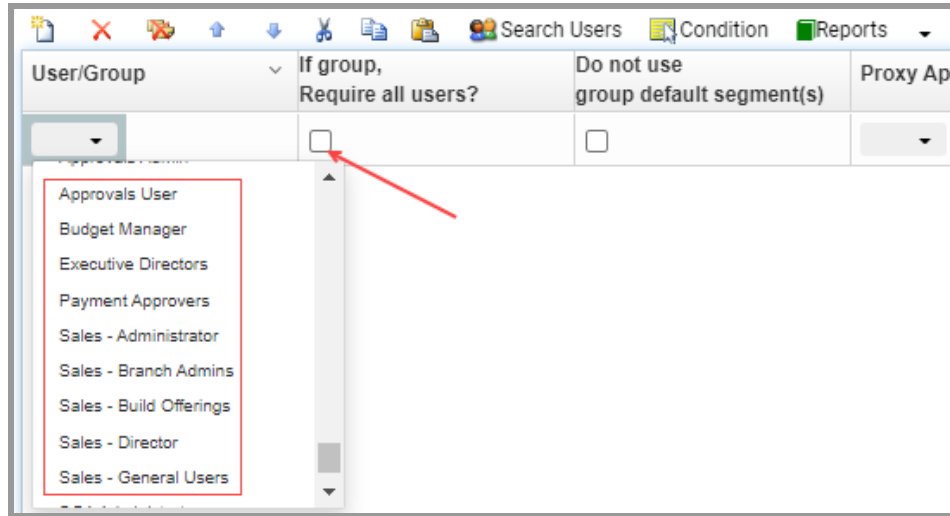 Search Users Condition Reports
User/Group
If group,
Require all users?
Do not use
group default segment(s)
Proxy Ap
Approvals User
Budget Manager
Executive Directors
Payment Approvers
Sales - Administrator
Sales - Branch Admins
Sales - Build Offerings
Sales - Director
Sales - General Users